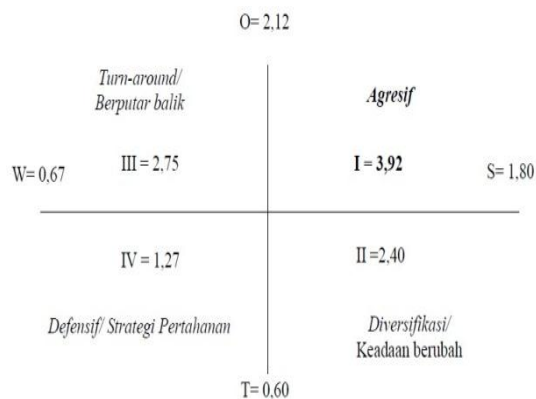 O= 2,12
Turn-around/
Berputar balik
Agresif
W= 0,67
III = 2,75
I = 3,92
S= 1,80
IV = 1,27
II =2,40
Defensif/ Strategi Pertahanan
Diversifikasi/
Keadaan berubah
T= 0,60